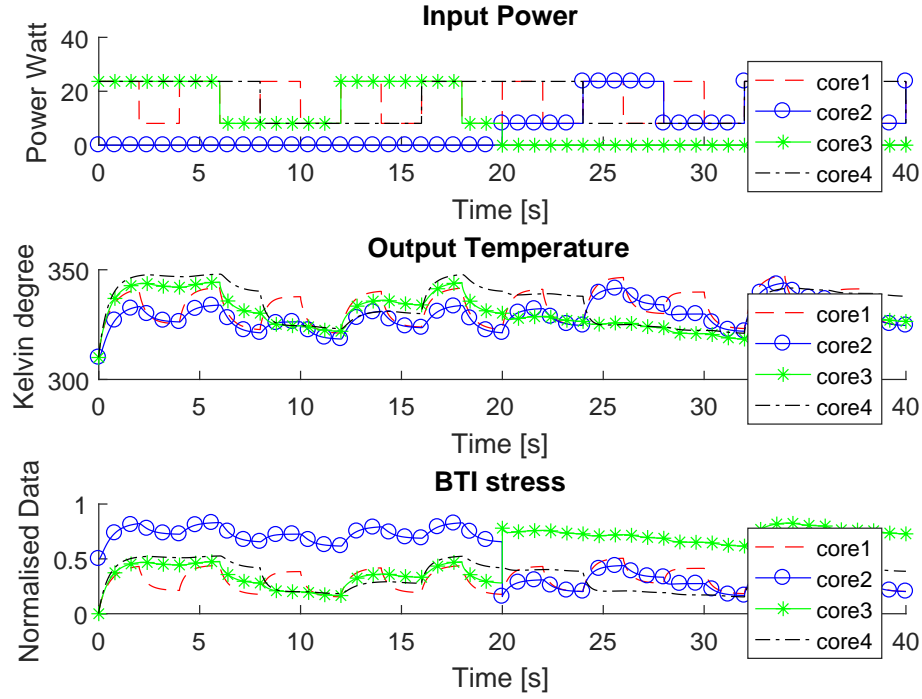 Input Power
Power Watt
40
20
0
0 5 10 15 20 25 30 35 40
Time [s]
core1
core2
core3
core4
Output Temperature
Kelvin degree
350
300
0 5 10 15 20 25 30 35 40
Time [s]
core1
core2
core3
core4
BTI stress
Normalised Data
1
0.5
0
0 5 10 15 20 25 30 35 40
Time [s]
core1
core2
core3
core4